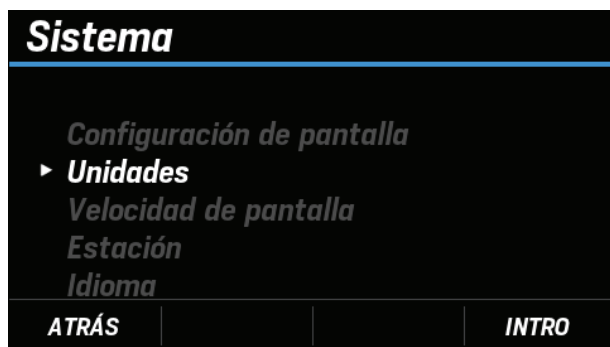 Sistema
Configuración de pantalla
Unidades
Velocidad de pantalla
Estación
Idioma
ATRÁS INTRO